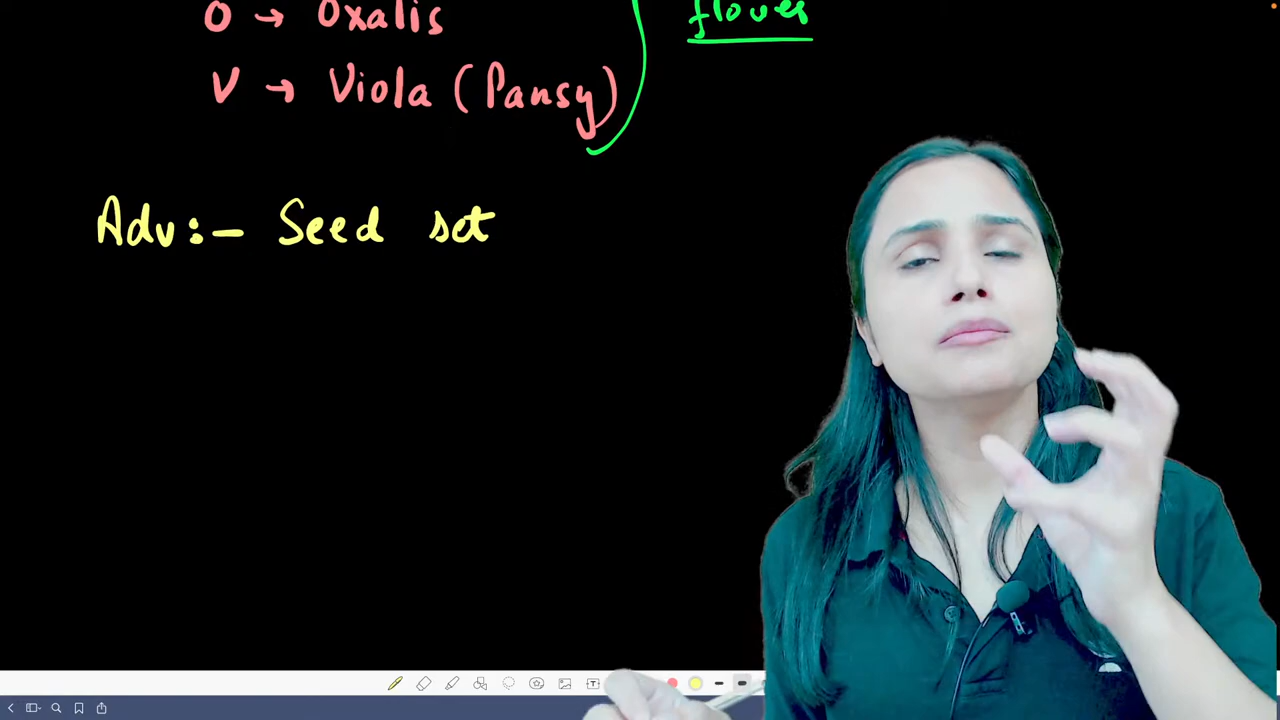 O → Oxalis
flower
V → Viola (Pansy)
Adv:- Seed set